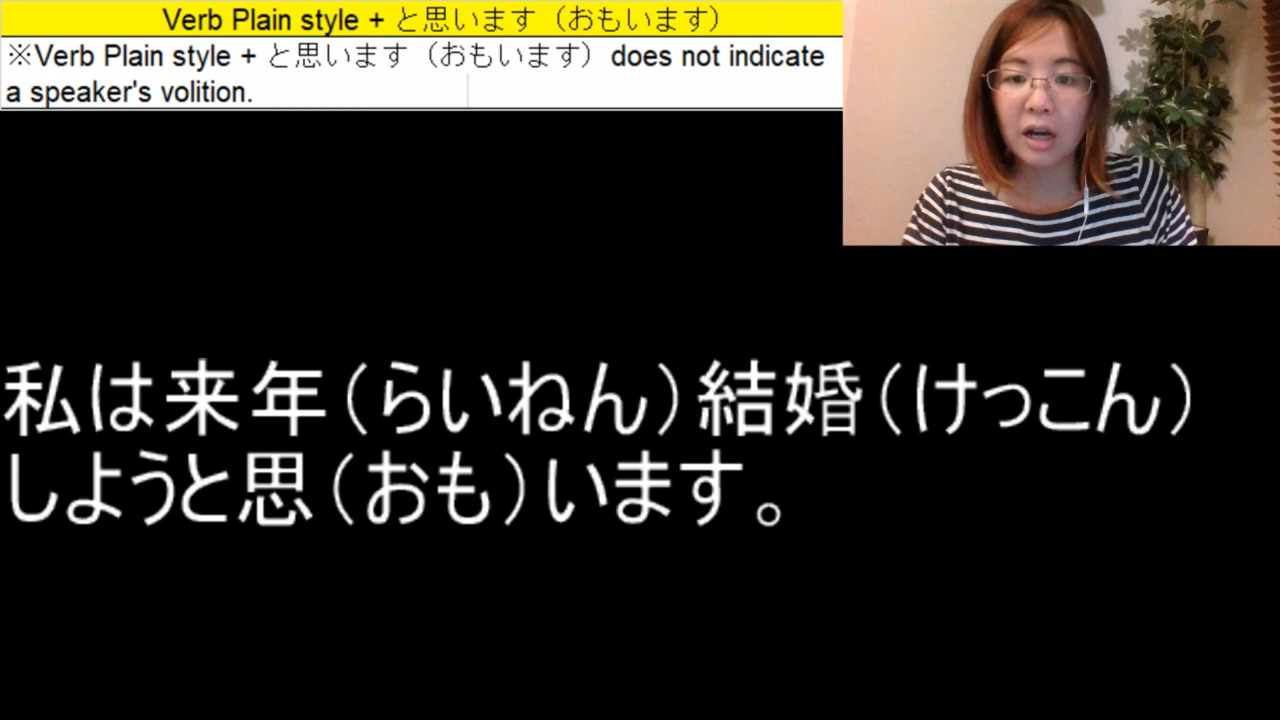 Verb Plain style + と思います（おもいます）
※Verb Plain style + と思います（おもいます）does not indicate
a speaker's volition.
私は来年（らいねん）結婚（けっこん）
しようと思（おも）います。